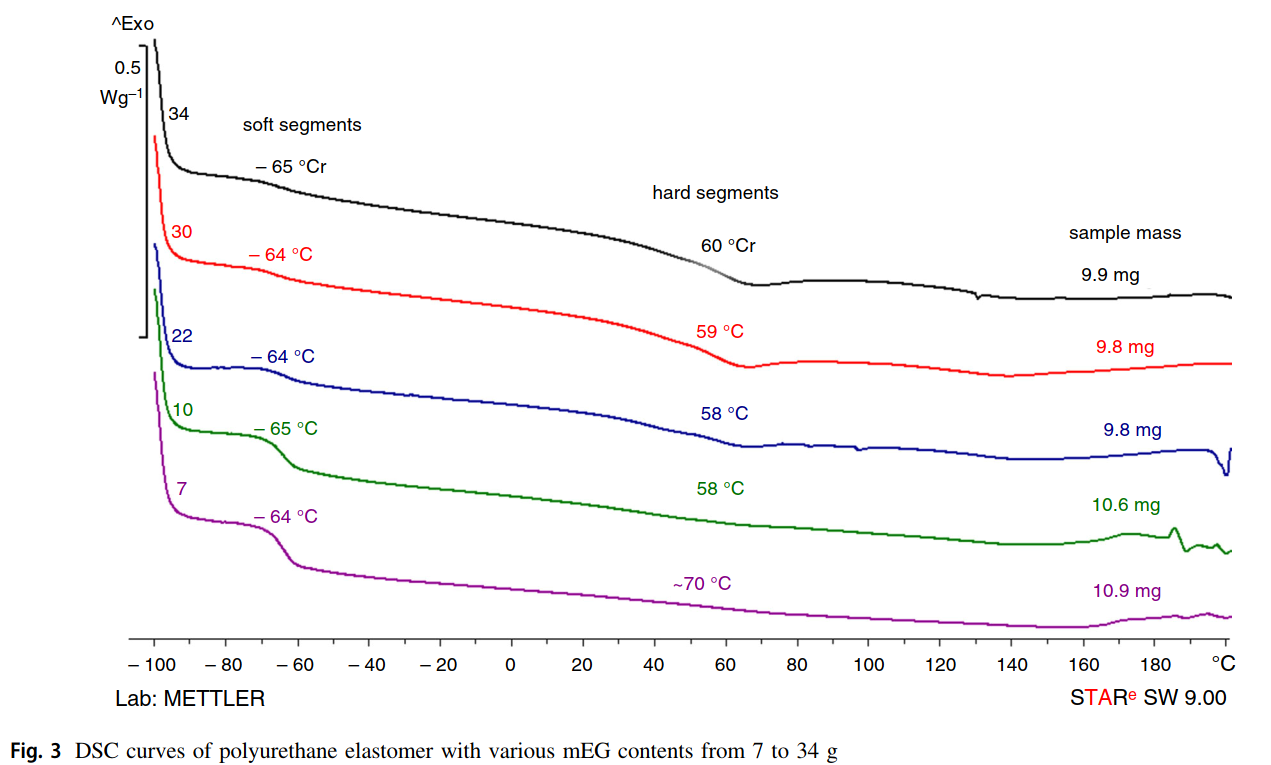 ^Exo
0.5
Wg⁻¹
34
soft segments
– 65 °Cr
hard segments
60 °Cr
sample mass
9.9 mg
30
– 64 °C
59 °C
9.8 mg
22
– 64 °C
58 °C
9.8 mg
10
– 65 °C
58 °C
10.6 mg
7
– 64 °C
~70 °C
10.9 mg
– 100 – 80 – 60 – 40 – 20 0 20 40 60 80 100 120 140 160 180 °C
Lab: METTLER
STARᵉ SW 9.00
Fig. 3 DSC curves of polyurethane elastomer with various mEG contents from 7 to 34 g